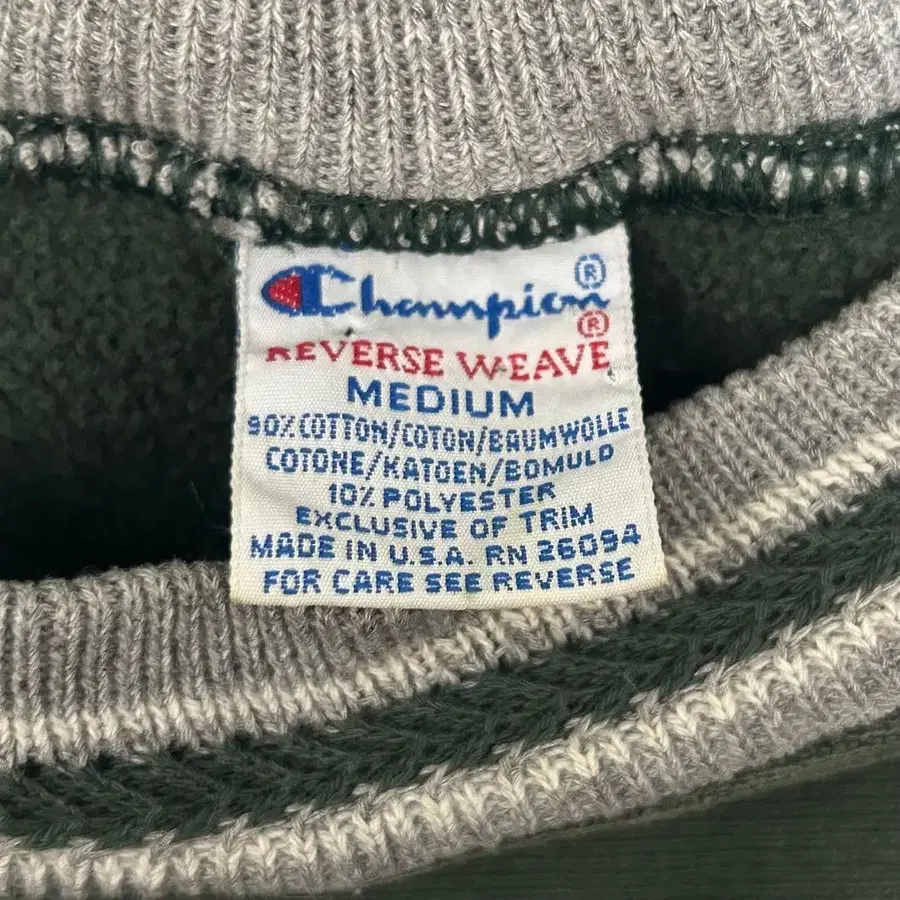 Champion®
REVERSE WEAVE®
MEDIUM
90% COTTON/COTON/BAUMWOLLE
COTONE/KATOEN/BOMULD
10% POLYESTER
EXCLUSIVE OF TRIM
MADE IN U.S.A. RN 26094
FOR CARE SEE REVERSE